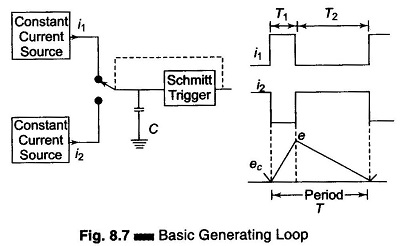 Constant
Current
Source
i1
Constant
Current
Source
i2
C
Schmitt
Trigger
T1
T2
i1
i2
e
ec
Period
T
Fig. 8.7 Basic Generating Loop